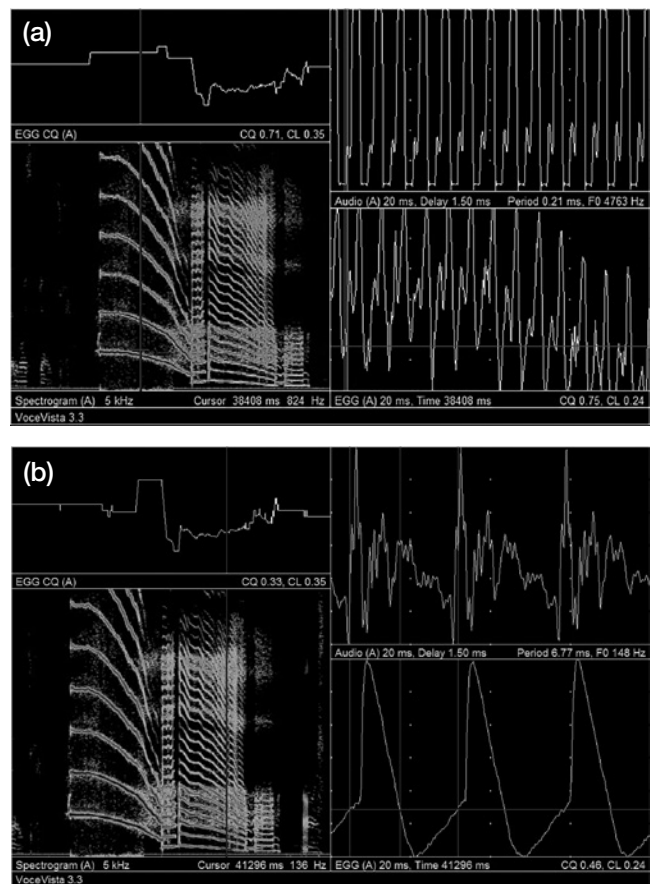 (a)
EGG CQ (A) CQ 0.71, CL 0.35
Audio (A) 20 ms, Delay 1.50 ms Period 0.21 ms, F0 4763 Hz
Spectrogram (A) 5 kHz Cursor 38408 ms 824 Hz
EGG (A) 20 ms, Time 38408 ms CQ 0.75, CL 0.24
VoceVista 3.3
(b)
EGG CQ (A) CQ 0.33, CL 0.35
Audio (A) 20 ms, Delay 1.50 ms Period 6.77 ms, F0 148 Hz
Spectrogram (A) 5 kHz Cursor 41296 ms 136 Hz
EGG (A) 20 ms, Time 41296 ms CQ 0.46, CL 0.24
VoceVista 3.3